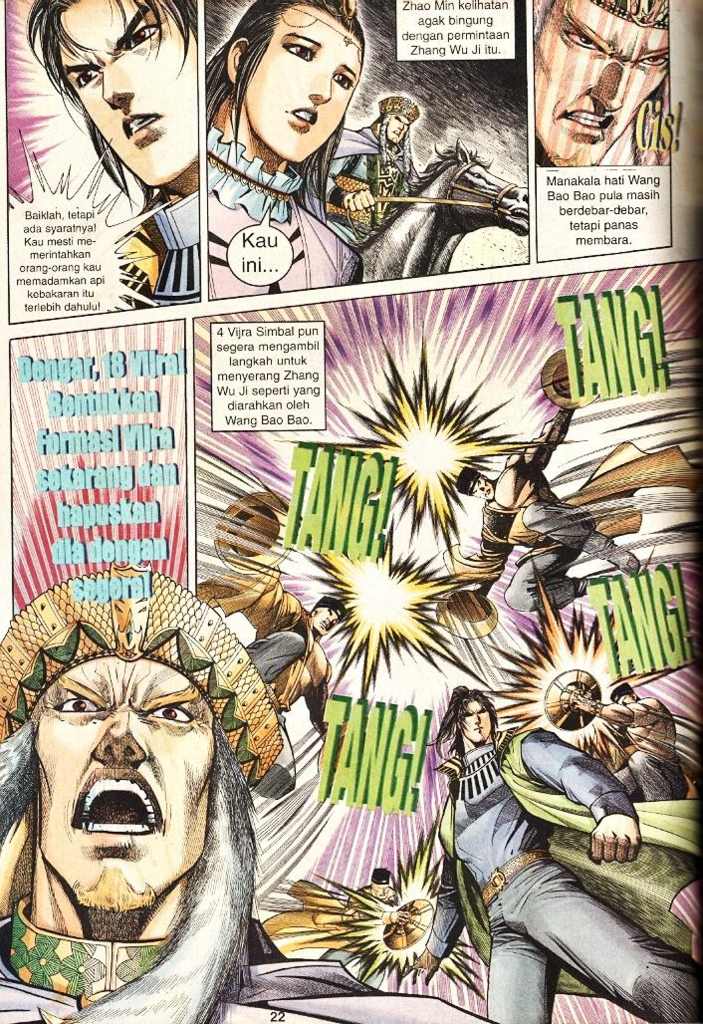 Baiklah, tetapi
ada syaratnya!
Kau mesti me-
merintahkan
orang-orang kau
memadamkan api
kebakaran itu
terlebih dahulu!
Zhao Min kelihatan
agak bingung
dengan permintaan
Zhang Wu Ji itu.
Kau
ini...
Cis!
Manakala hati Wang
Bao Bao pula masih
berdebar-debar,
tetapi panas
membara.
Dengar, 18 Vijra!
Bentukkan
Formasi Vijra
sekarang dan
hapuskan
dia dengan
segera!
4 Vijra Simbal pun
segera mengambil
langkah untuk
menyerang Zhang
Wu Ji seperti yang
diarahkan oleh
Wang Bao Bao.
TANG!
TANG!
TANG!
TANG!
22